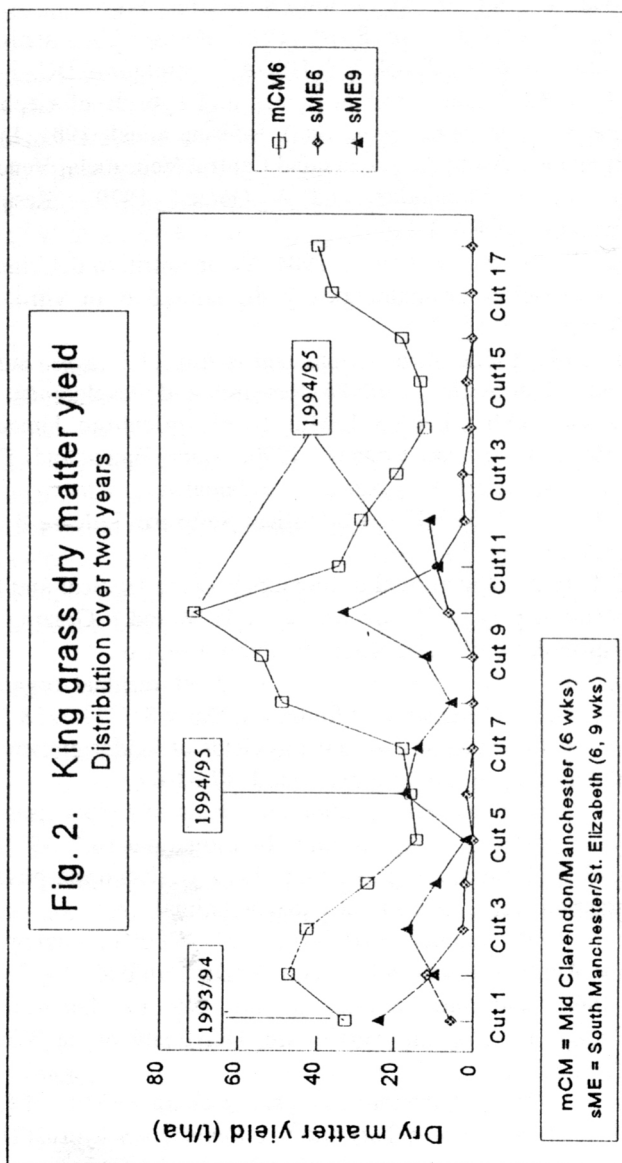 Fig. 2. King grass dry matter yield
Distribution over two years
Dry matter yield (t/ha)
80
60
40
20
0
1993/94
1994/95
1994/95
Cut 1
Cut 3
Cut 5
Cut 7
Cut 9
Cut11
Cut13
Cut15
Cut 17
mCM6
sME6
sME9
mCM = Mid Clarendon/Manchester (6 wks)
sME = South Manchester/St. Elizabeth (6, 9 wks)